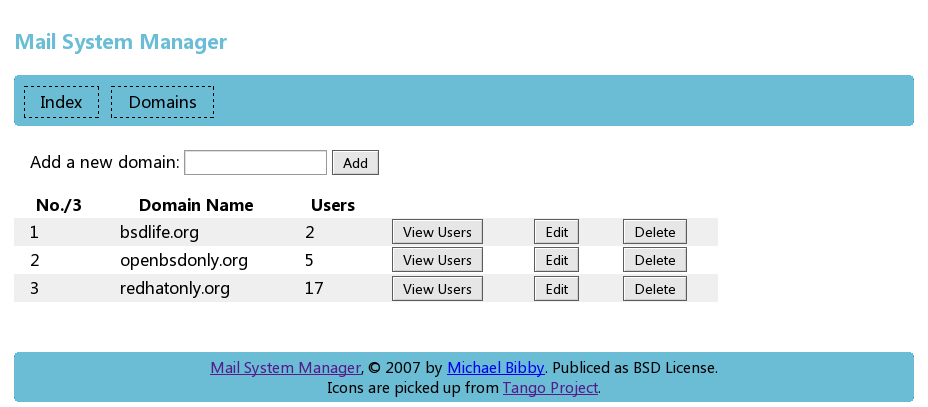 Mail System Manager
Index Domains
Add a new domain: Add
No./3 Domain Name Users
1 bsdlife.org 2 View Users Edit Delete
2 openbsdonly.org 5 View Users Edit Delete
3 redhatonly.org 17 View Users Edit Delete
Mail System Manager, © 2007 by Michael Bibby. Publiced as BSD License.
Icons are picked up from Tango Project.